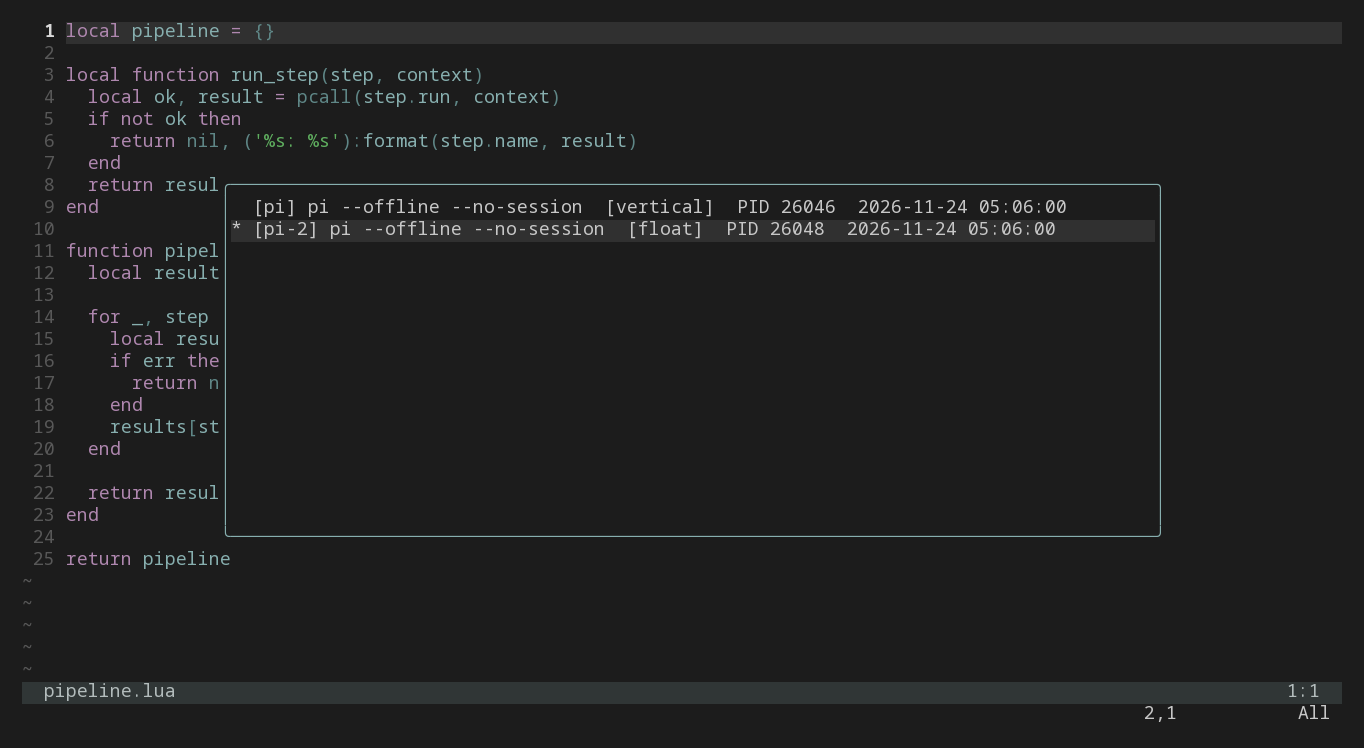 1 local pipeline = {}
2
3 local function run_step(step, context)
4   local ok, result = pcall(step.run, context)
5   if not ok then
6     return nil, ('%s: %s'):format(step.name, result)
7   end
8   return resul
[pi] pi --offline --no-session  [vertical]  PID 26046  2026-11-24 05:06:00
9 end
* [pi-2] pi --offline --no-session  [float]  PID 26048  2026-11-24 05:06:00
10
11 function pipel
12   local result
13
14   for _, step
15     local resu
16     if err the
17       return n
18     end
19     results[st
20   end
21
22   return resul
23 end
24
25 return pipeline
~
~
~
~
~
pipeline.lua 1:1
2,1 All